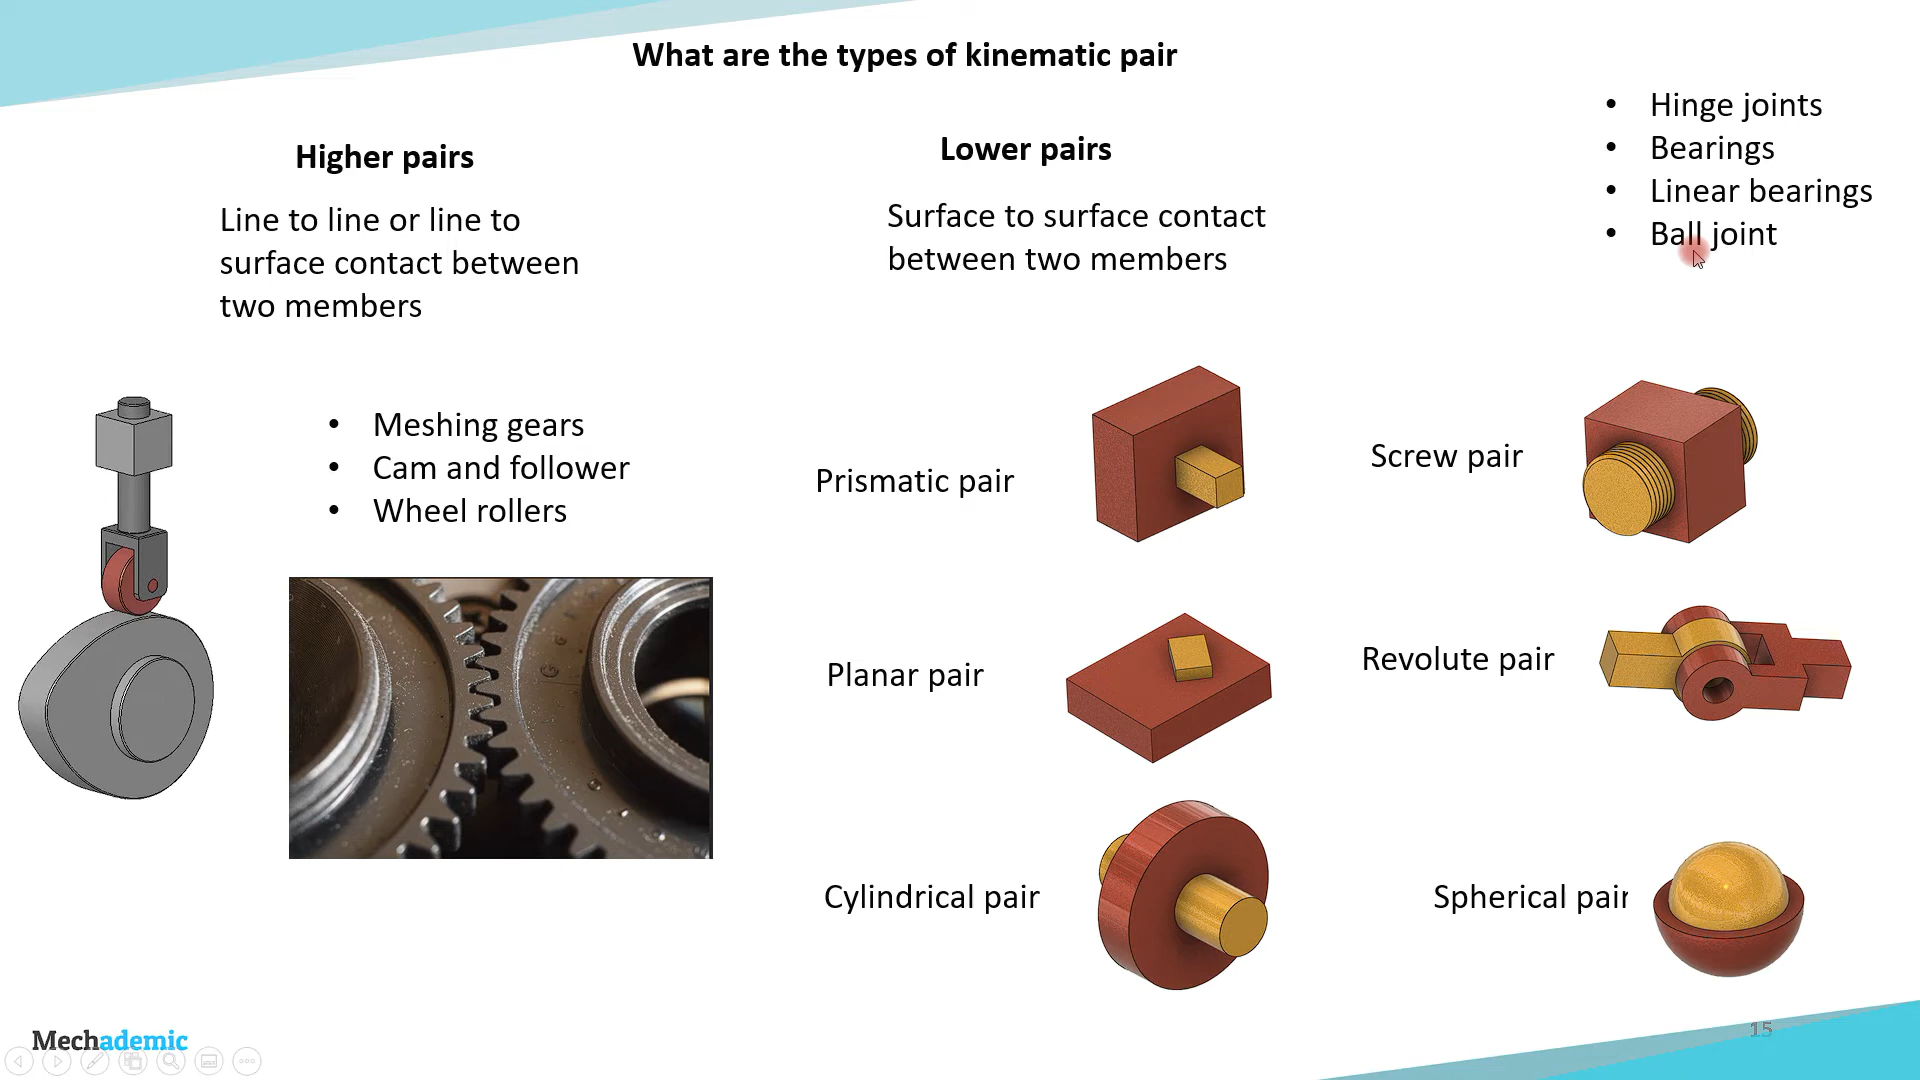 What are the types of kinematic pair
Higher pairs
Line to line or line to
surface contact between
two members
• Meshing gears
• Cam and follower
• Wheel rollers
Lower pairs
Surface to surface contact
between two members
• Hinge joints
• Bearings
• Linear bearings
• Ball joint
Prismatic pair
Screw pair
Planar pair
Revolute pair
Cylindrical pair
Spherical pair
Mechademic
15